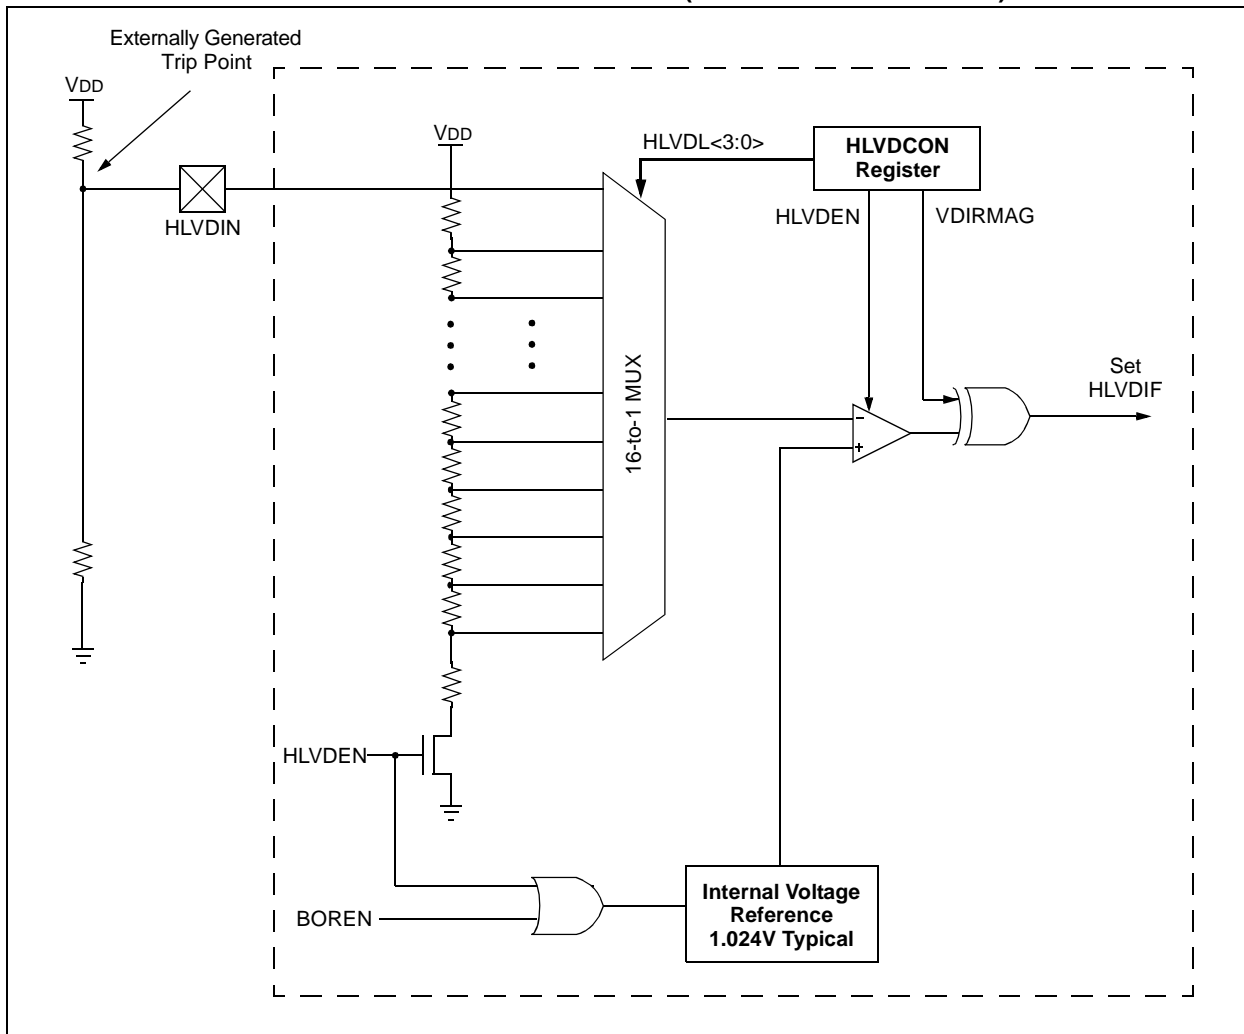 Externally Generated
Trip Point
VDD
VDD
HLVDIN
HLVDL<3:0>
HLVDCON
Register
HLVDEN
VDIRMAG
16-to-1 MUX
-
+
Set
HLVDIF
HLVDEN
BOREN
Internal Voltage
Reference
1.024V Typical